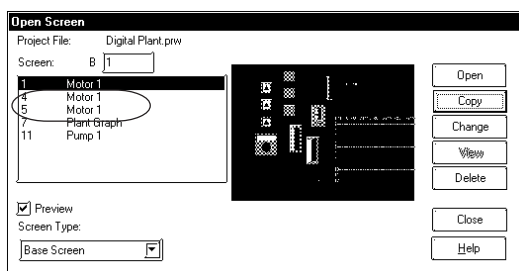 Open Screen
Project File: Digital Plant.prw
Screen: B 1
1 Motor 1
4 Motor 1
5 Motor 1
7 Plant Graph
11 Pump 1
Preview
Screen Type:
Base Screen
Open
Copy
Change
View
Delete
Close
Help